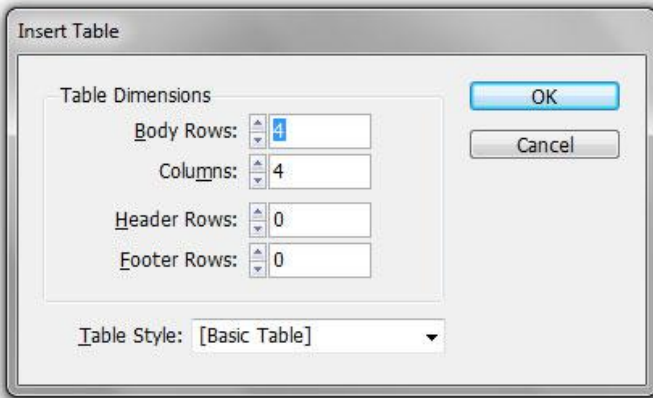 Insert Table
Table Dimensions
Body Rows: 4
Columns: 4
Header Rows: 0
Footer Rows: 0
Table Style: [Basic Table]
OK
Cancel